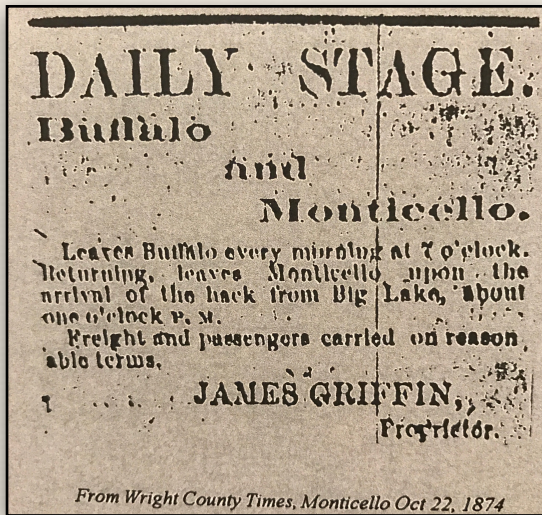 DAILY STAGE.
Buffalo
and
Monticello.
Leaves Buffalo every morning at 7 o'clock.
Returning, leaves Monticello upon the
arrival of the hack from Big Lake, about
one o'clock P. M.
Freight and passengers carried on reason
able terms.
JAMES GRIFFIN,
Proprietor.
From Wright County Times, Monticello Oct 22, 1874